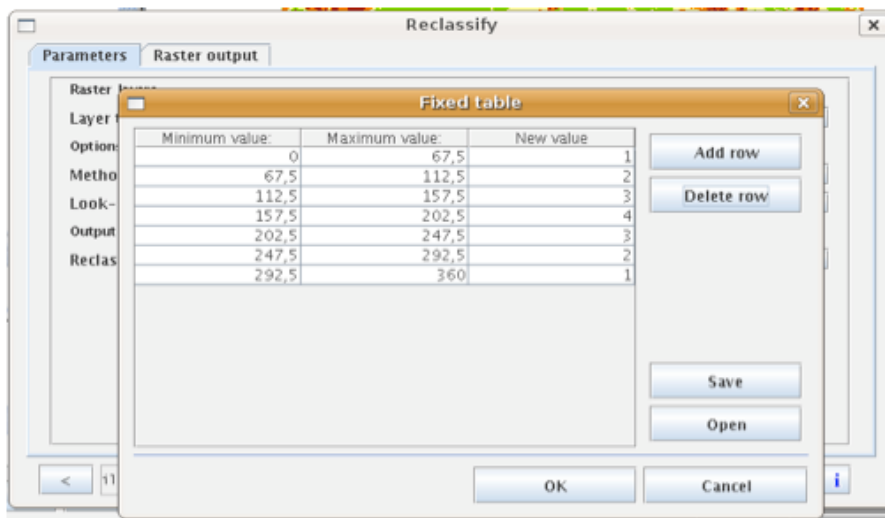 Reclassify
Parameters Raster output
Raster
Fixed table
Layer
Option
Metho
Look-
Output
Reclas
Minimum value: Maximum value: New value
0 67,5 1
67,5 112,5 2
112,5 157,5 3
157,5 202,5 4
202,5 247,5 3
247,5 292,5 2
292,5 360 1
Add row
Delete row
Save
Open
< OK Cancel i